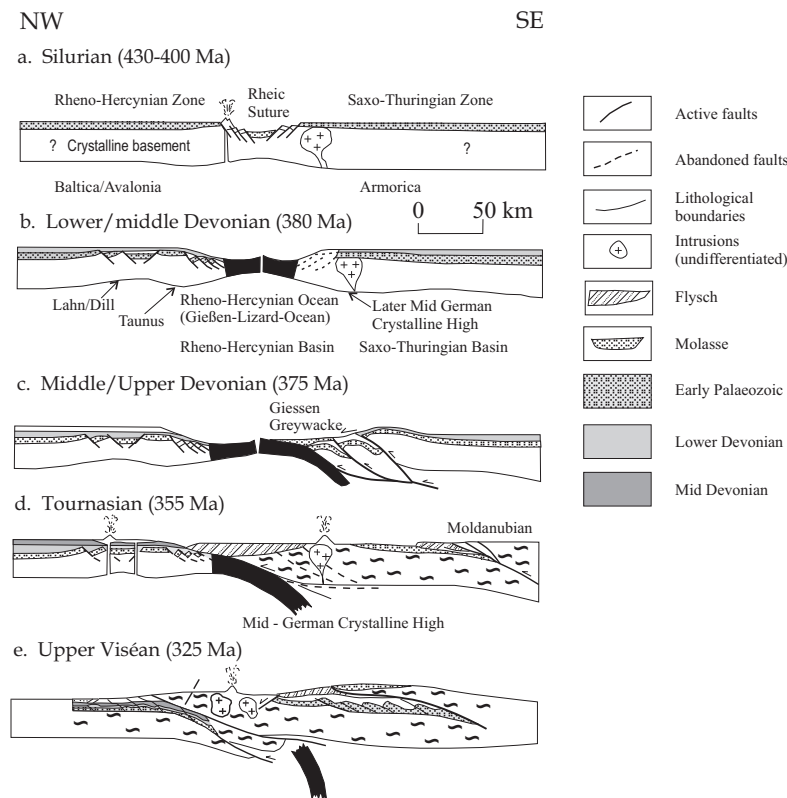 NW
SE
a. Silurian (430-400 Ma)
Rheno-Hercynian Zone
Rheic
Suture
Saxo-Thuringian Zone
? Crystalline basement
?
Baltica/Avalonia
Armorica
b. Lower/middle Devonian (380 Ma)
0 50 km
Lahn/Dill
Taunus
Rheno-Hercynian Ocean
(Gießen-Lizard-Ocean)
Later Mid German
Crystalline High
Rheno-Hercynian Basin
Saxo-Thuringian Basin
c. Middle/Upper Devonian (375 Ma)
Giessen
Greywacke
d. Tournasian (355 Ma)
Moldanubian
Mid - German Crystalline High
e. Upper Viséan (325 Ma)
Active faults
Abandoned faults
Lithological
boundaries
Intrusions
(undifferentiated)
Flysch
Molasse
Early Palaeozoic
Lower Devonian
Mid Devonian